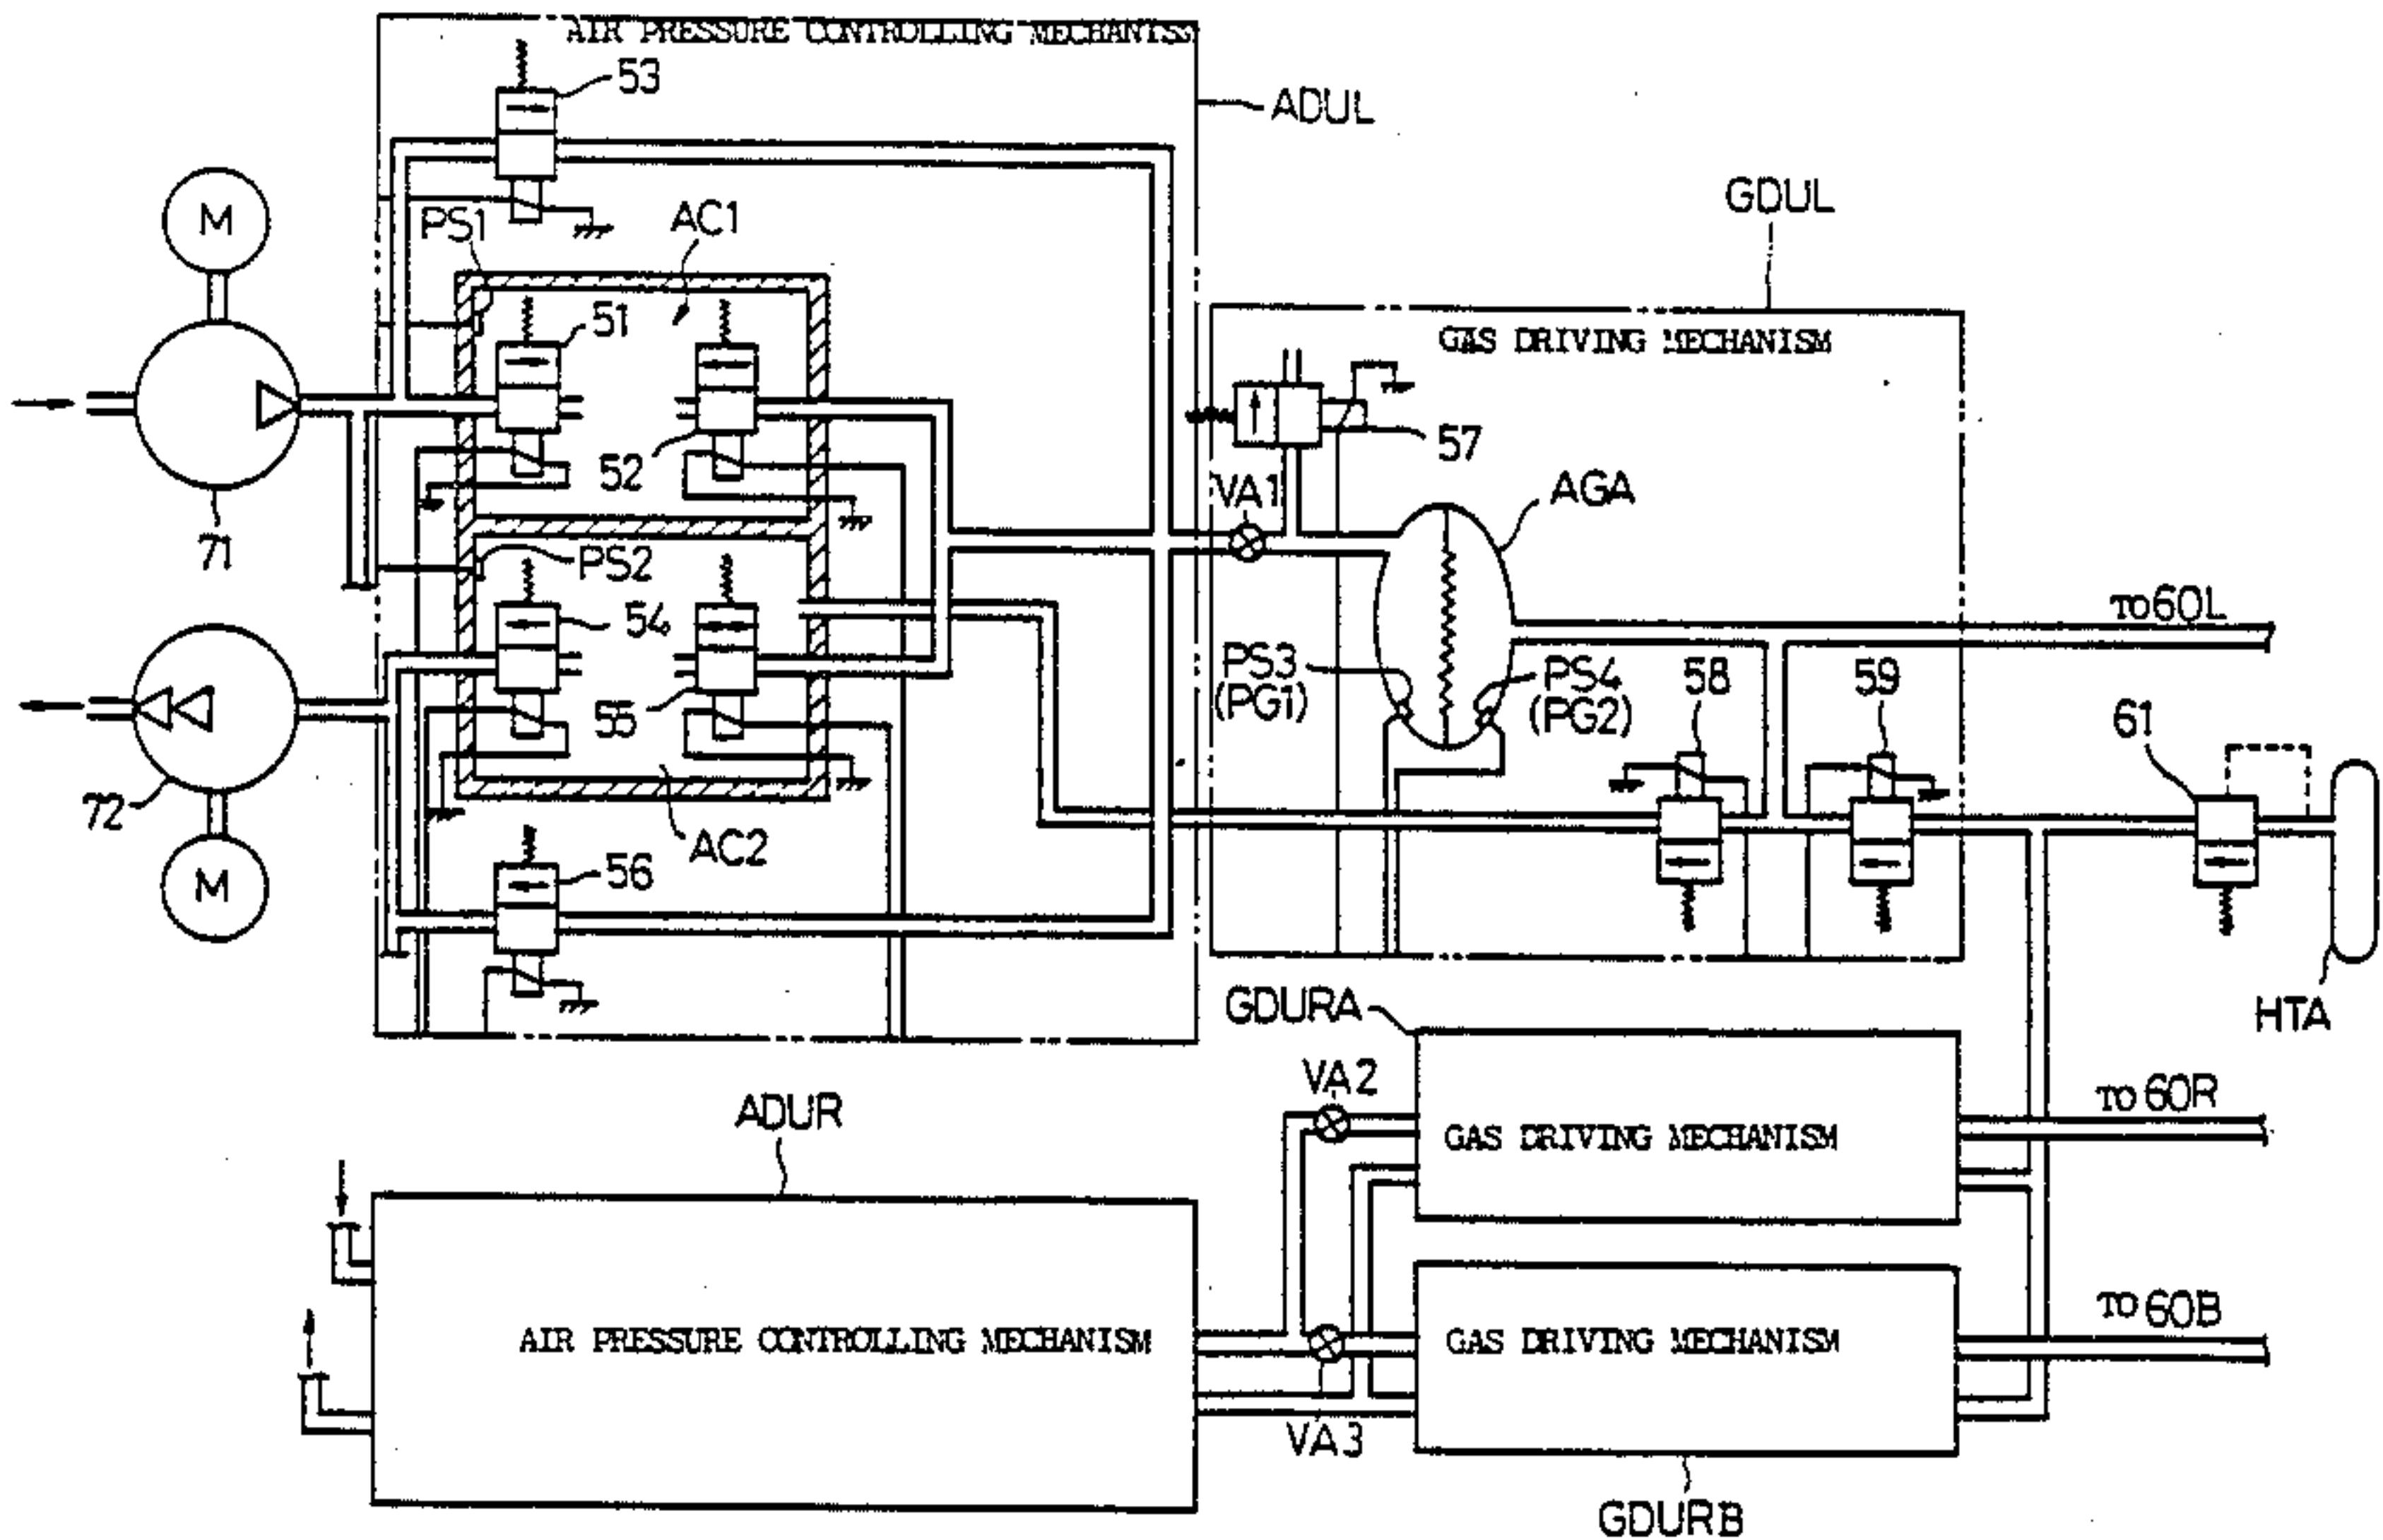 AIR PRESSURE CONTROLLING MECHANISM
53
ADUL
M
PS1
AC1
GDUL
51
GAS DRIVING MECHANISM
52
57
VA1
AGA
71
PS2
54
TO 60L
PS3
(PG1)
PS4
(PG2)
58
59
61
55
72
AC2
M
56
HTA
GDURA
VA2
TO 60R
ADUR
GAS DRIVING MECHANISM
TO 60B
AIR PRESSURE CONTROLLING MECHANISM
GAS DRIVING MECHANISM
VA3
GDURB